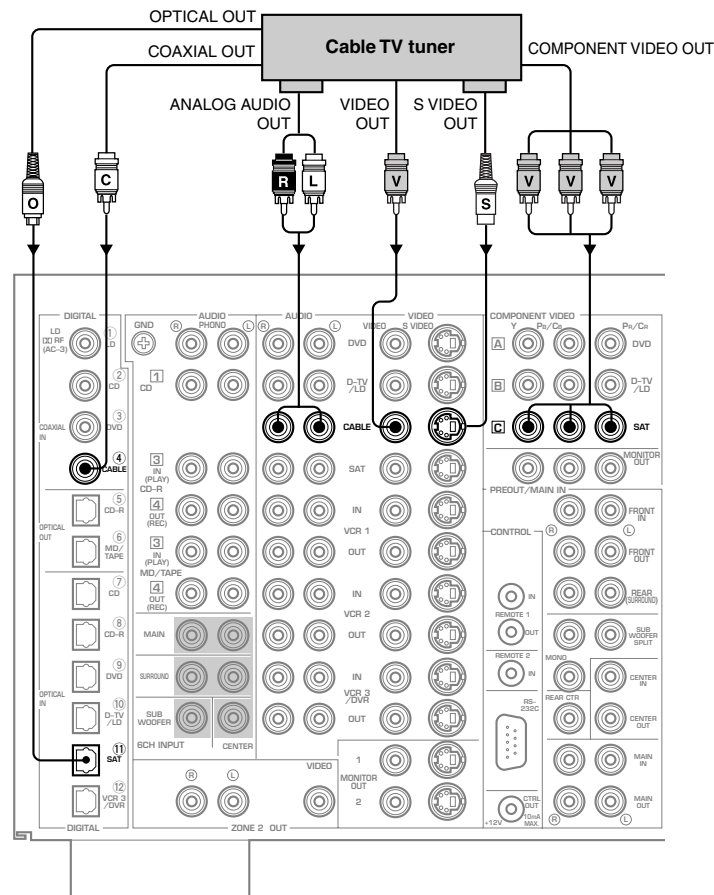 OPTICAL OUT
COAXIAL OUT
Cable TV tuner
COMPONENT VIDEO OUT
ANALOG AUDIO OUT
VIDEO OUT
S VIDEO OUT
O
C
R L
V
S
V V V
DIGITAL
LD
RF
(AC-3)
① LD
② CD
③ DVD
COAXIAL IN
④ CABLE
⑤ CD-R
OPTICAL OUT
⑥ MD/TAPE
⑦ CD
⑧ CD-R
⑨ DVD
OPTICAL IN
⑩ D-TV/LD
⑪ SAT
⑫ VCR 3/DVR
DIGITAL
GND
AUDIO
R PHONO L
1
CD
3
IN
(PLAY)
CD-R
4
OUT
(REC)
3
IN
(PLAY)
MD/TAPE
4
OUT
(REC)
MAIN
SURROUND
SUB WOOFER
6CH INPUT
CENTER
R L
VIDEO
ZONE 2 OUT
AUDIO
R L
VIDEO
VIDEO S VIDEO
DVD
D-TV/LD
CABLE
SAT
IN
VCR 1
OUT
IN
VCR 2
OUT
IN
VCR 3/DVR
OUT
1
MONITOR OUT
2
COMPONENT VIDEO
Y PB/CB PR/CR
A DVD
B D-TV/LD
C SAT
MONITOR OUT
PREOUT/MAIN IN
CONTROL
FRONT IN
R L
FRONT OUT
IN
REMOTE 1
OUT
REAR (SURROUND)
REMOTE 2
IN
SUB WOOFER SPLIT
MONO
CENTER IN
RS-232C
REAR CTR
CENTER OUT
MAIN IN
CTRL OUT
+12V
10mA MAX.
MAIN OUT
R L